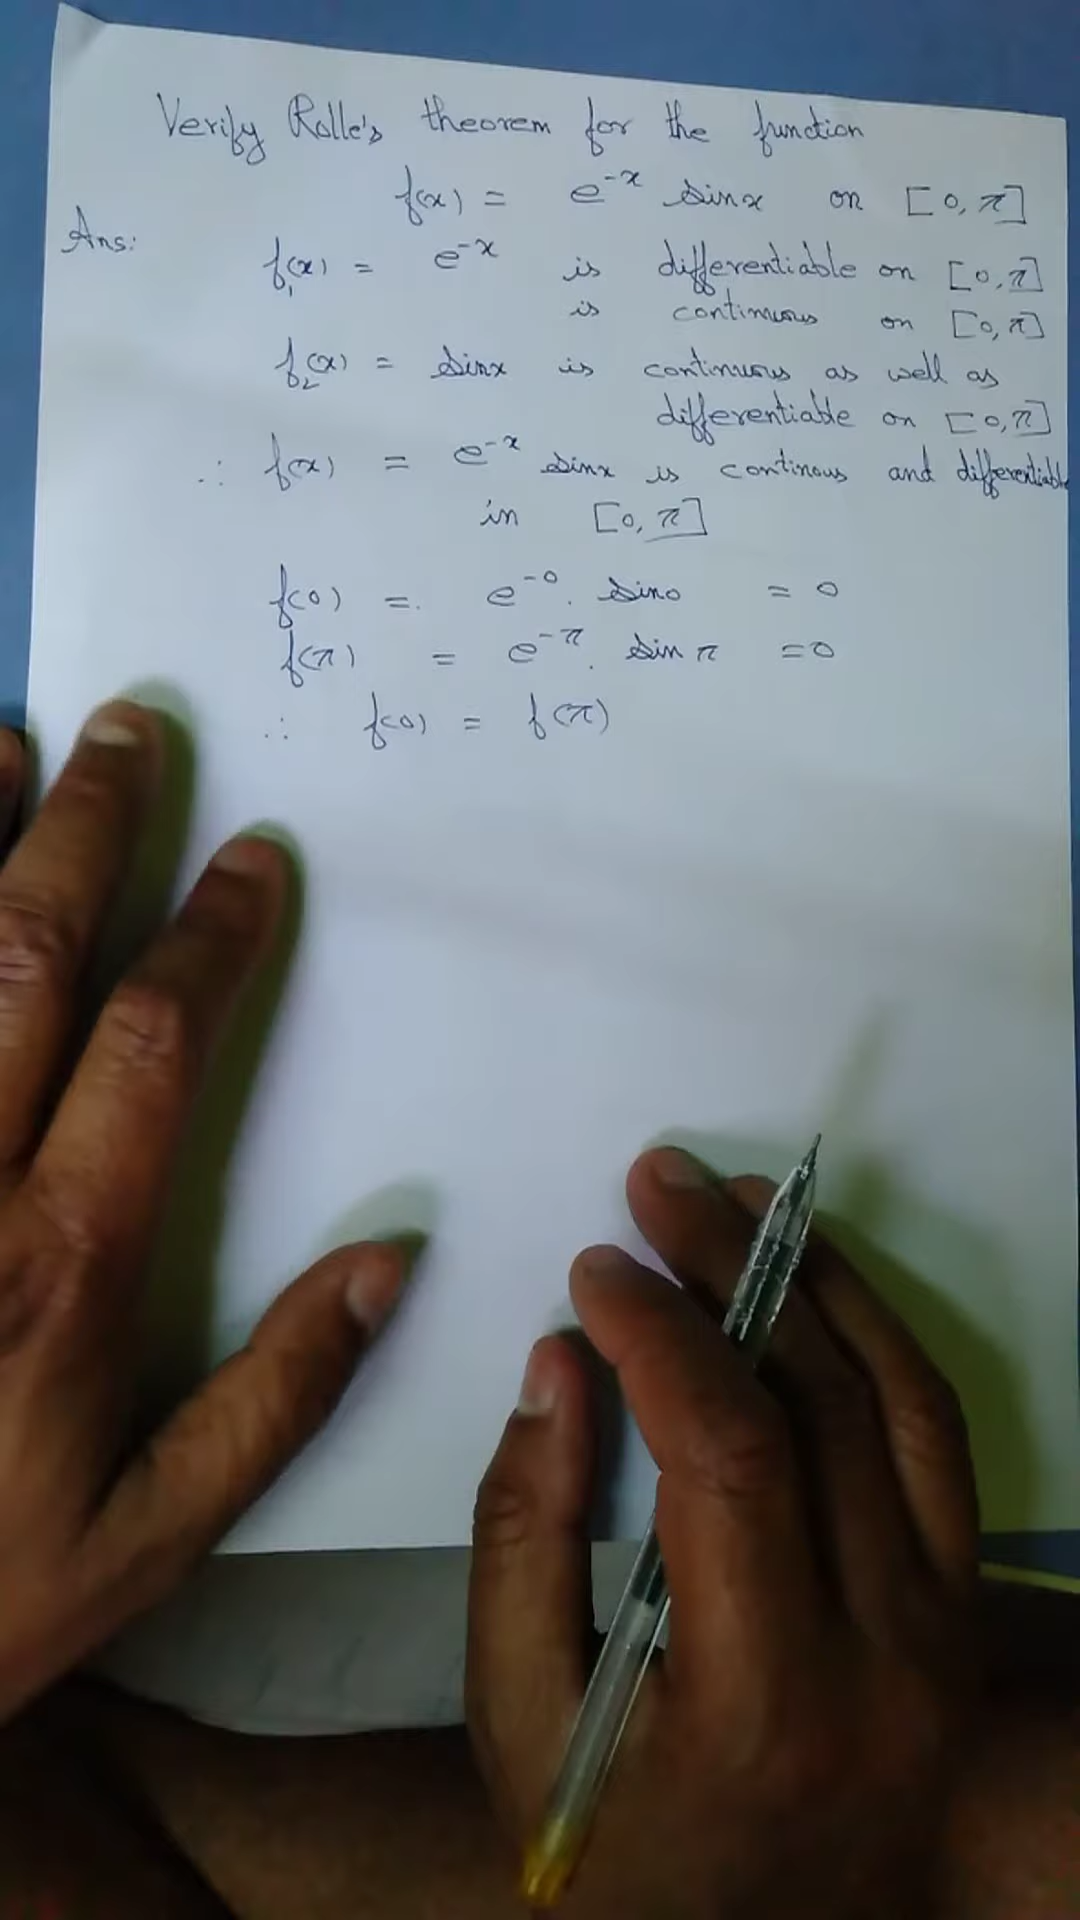 Verify Rolle's theorem for the function
f(x) = e^-x sinx on [0, π]
Ans:
f₁(x) = e^-x is differentiable on [0, π]
is continuous on [0, π]
f₂(x) = sinx is continuous as well as
differentiable on [0, π]
∴ f(x) = e^-x sinx is continous and differentiable
in [0, π]
f(0) =. e^-0. sin0 = 0
f(π) = e^-π. sin π = 0
∴ f(0) = f(π)